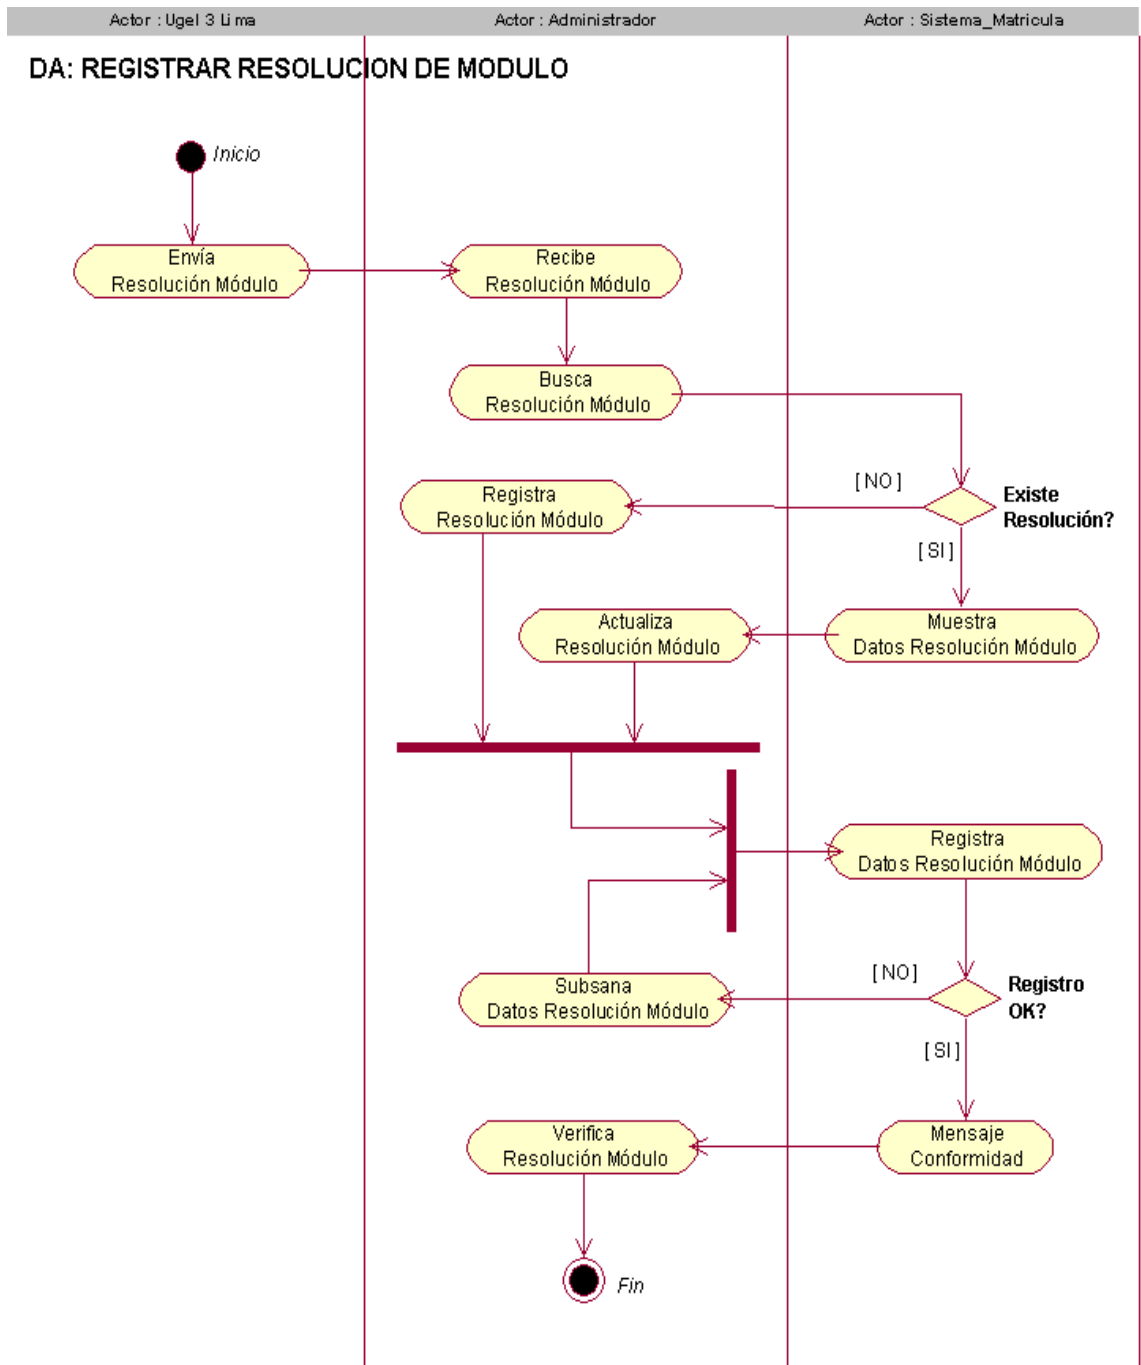 Actor : Ugel 3 Lima
Actor : Administrador
Actor : Sistema_Matricula
DA: REGISTRAR RESOLUCION DE MODULO
Inicio
Envía
Resolución Módulo
Recibe
Resolución Módulo
Busca
Resolución Módulo
[ NO ]
Existe
Resolución?
Registra
Resolución Módulo
[ SI ]
Actualiza
Resolución Módulo
Muestra
Datos Resolución Módulo
Registra
Datos Resolución Módulo
[ NO ]
Registro
OK?
Subsana
Datos Resolución Módulo
[ SI ]
Verifica
Resolución Módulo
Mensaje
Conformidad
Fin